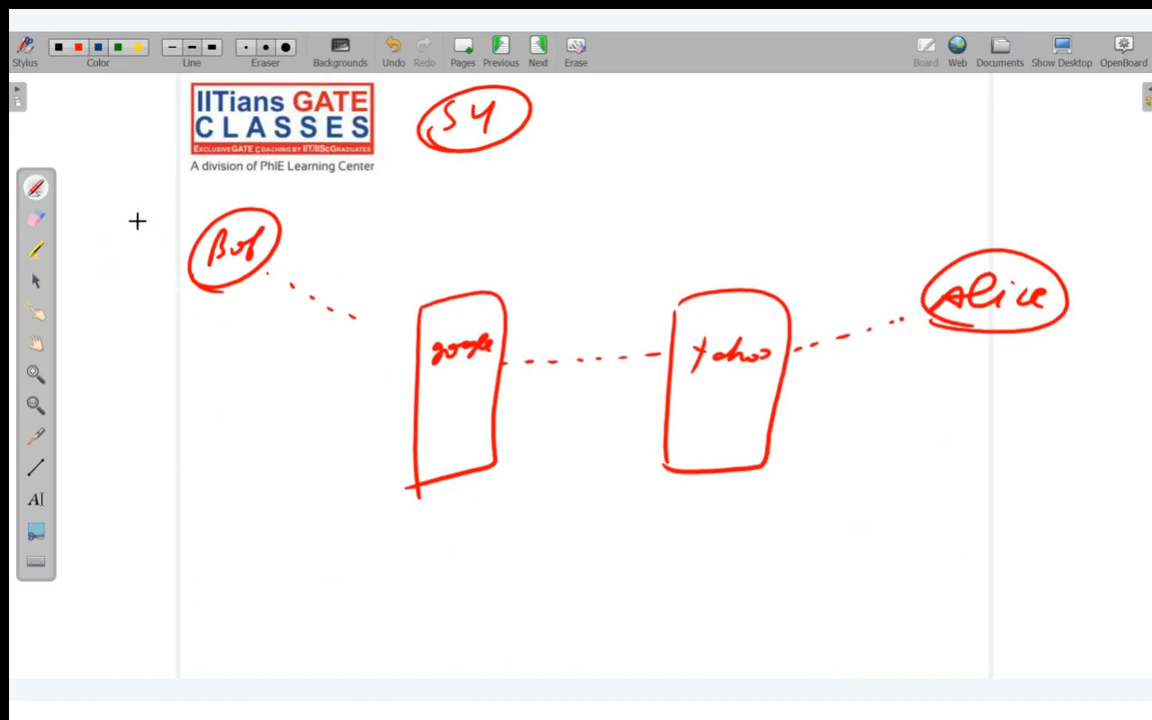 Stylus
Color
Line
Eraser
Backgrounds
Undo
Redo
Pages
Previous
Next
Erase
Board
Web
Documents
Show Desktop
OpenBoard
IITians GATE
CLASSES
EXCLUSIVE GATE COACHING BY IIT/IISC GRADUATES
A division of PhIE Learning Center
54
Bob
google
Yahoo
Alice
AI